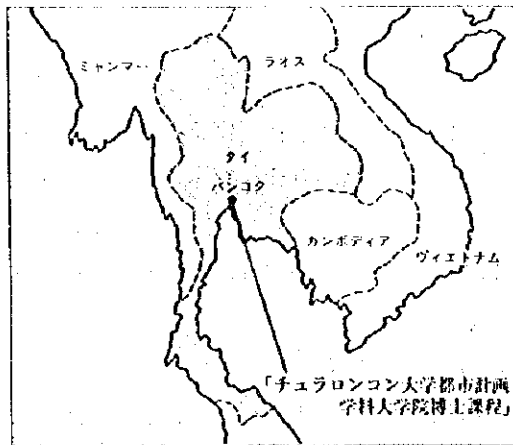 ミャンマー
ラオス
タイ
バンコク
カンボディア
ヴィエトナム
「チュラロンコン大学都市計画
学科大学院博士課程」